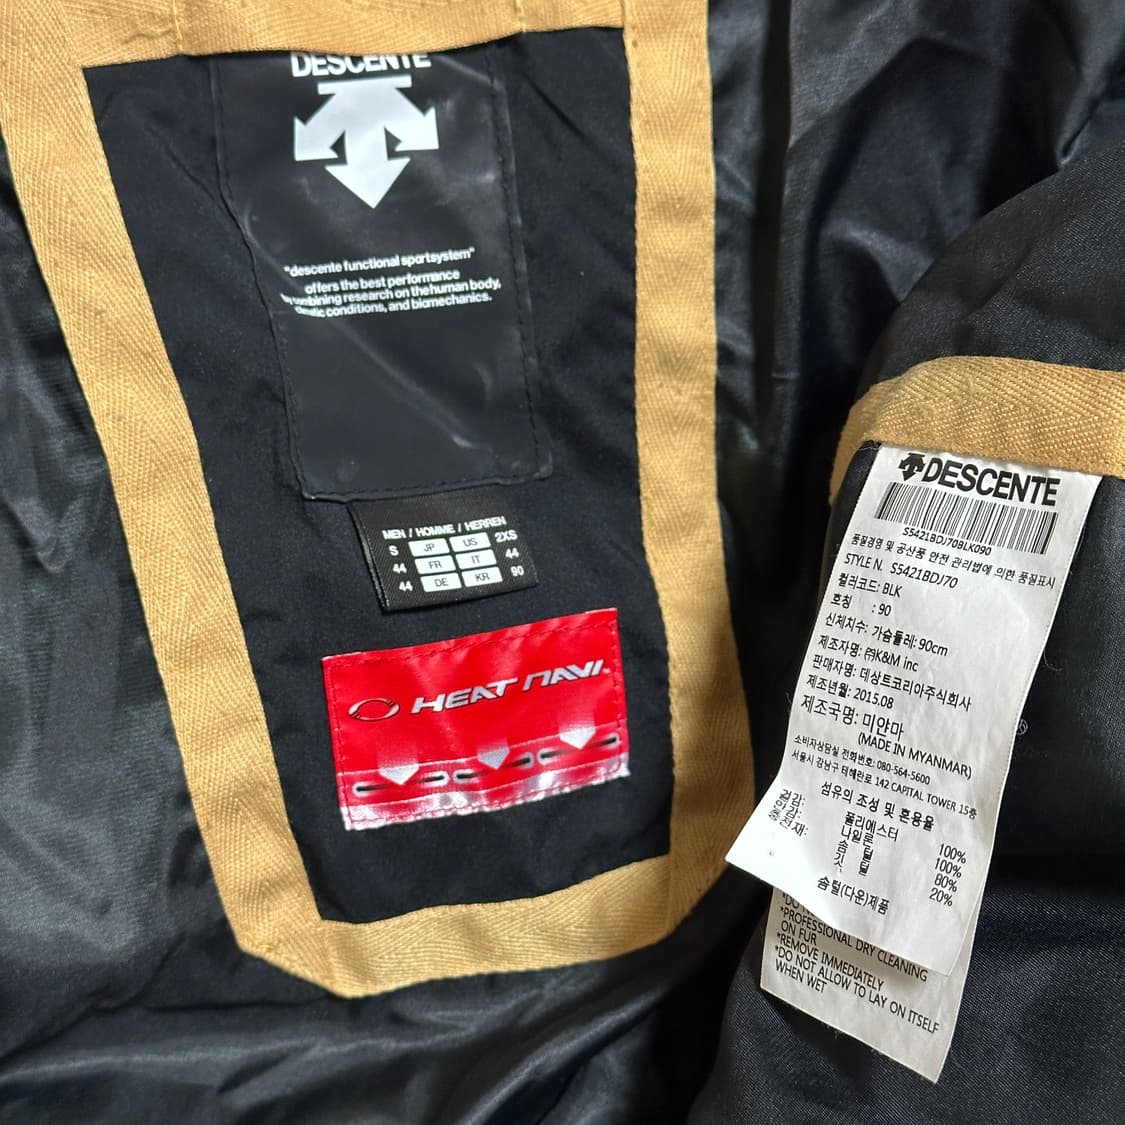 DESCENTE
"descente functional sportsystem"
offers the best performance
combining research on the human body,
conditions, and biomechanics.
MEN / HOMME / HERREN
S JP US 2XS
44 FR IT 44
44 DE KR 90
HEAT NAVI
DESCENTE
S5421BDJ70BLK090
품질경영 및 공산품 안전 관리법에 의한 품질표시
STYLE N. S5421BDJ70
컬러코드: BLK
호칭 : 90
신체치수: 가슴둘레: 90cm
제조자명: ㈜K&M inc
판매자명: 데상트코리아주식회사
제조년월: 2015.08
제조국명: 미얀마
(MADE IN MYANMAR)
소비자상담실 전화번호: 080-564-5600
서울시 강남구 테헤란로 142 CAPITAL TOWER 15층
섬유의 조성 및 혼용율
겉감: 폴리에스터 100%
안감: 나일론 100%
충전재: 솜털 80%
깃털 20%
솜털(다운)제품
*PROFESSIONAL DRY CLEANING
ON FUR
*REMOVE IMMEDIATELY
*DO NOT ALLOW TO LAY ON ITSELF
WHEN WET